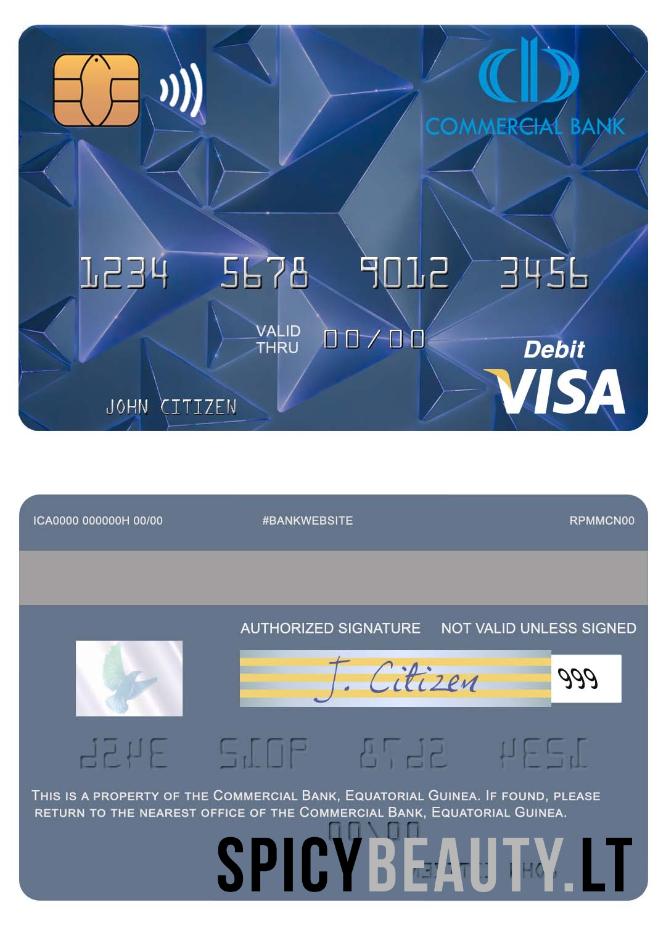 COMMERCIAL BANK
1234 5678 9012 3456
VALID THRU 00/00
Debit
VISA
JOHN CITIZEN
ICA0000 000000H 00/00 #BANKWEBSITE RPMMCN00
AUTHORIZED SIGNATURE NOT VALID UNLESS SIGNED
J. Citizen 999
THIS IS A PROPERTY OF THE COMMERCIAL BANK, EQUATORIAL GUINEA. IF FOUND, PLEASE
RETURN TO THE NEAREST OFFICE OF THE COMMERCIAL BANK, EQUATORIAL GUINEA.
00/00
SPICYBEAUTY.LT